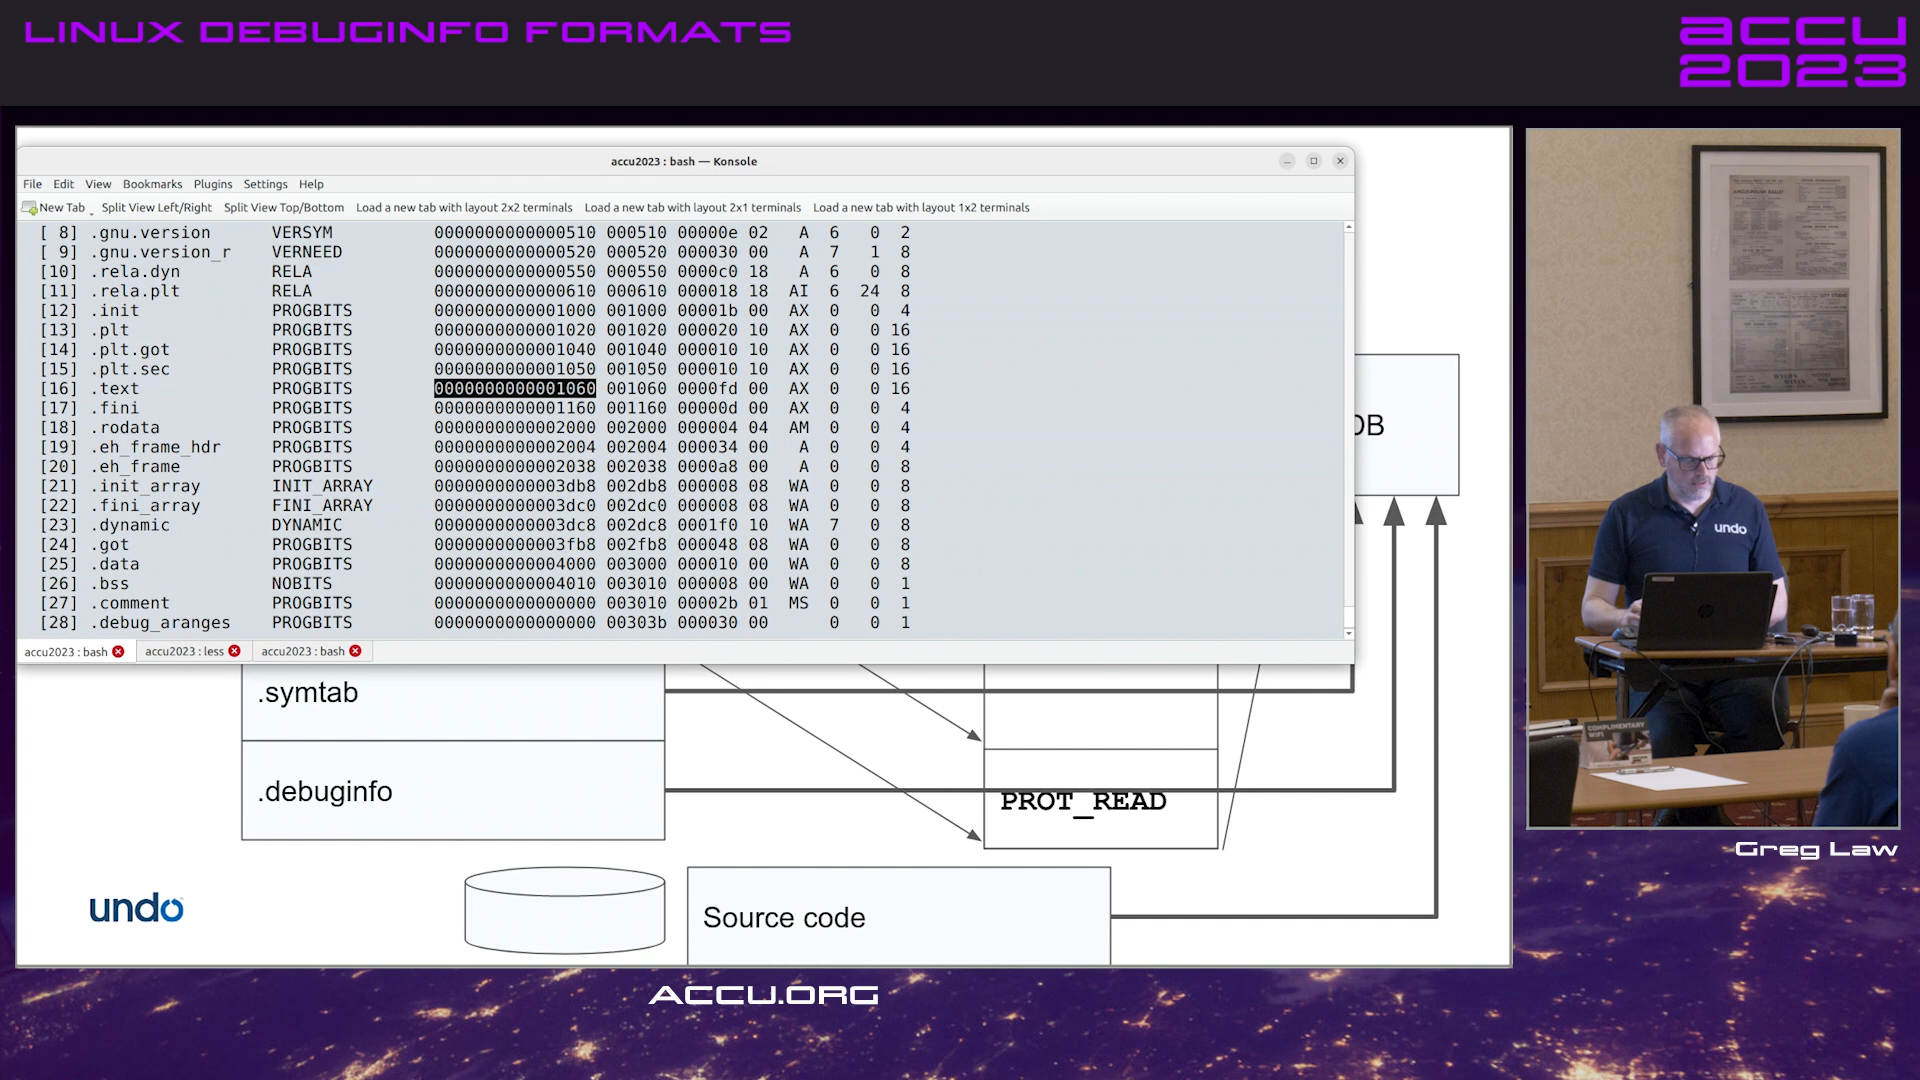 LINUX DEBUGINFO FORMATS
accu
2023
accu2023 : bash — Konsole
File Edit View Bookmarks Plugins Settings Help
New Tab Split View Left/Right Split View Top/Bottom Load a new tab with layout 2x2 terminals Load a new tab with layout 2x1 terminals Load a new tab with layout 1x2 terminals
[ 8] .gnu.version VERSYM 0000000000000510 000510 00000e 02 A 6 0 2
[ 9] .gnu.version_r VERNEED 0000000000000520 000520 000030 00 A 7 1 8
[10] .rela.dyn RELA 0000000000000550 000550 0000c0 18 A 6 0 8
[11] .rela.plt RELA 0000000000000610 000610 000018 18 AI 6 24 8
[12] .init PROGBITS 0000000000001000 001000 00001b 00 AX 0 0 4
[13] .plt PROGBITS 0000000000001020 001020 000020 10 AX 0 0 16
[14] .plt.got PROGBITS 0000000000001040 001040 000010 10 AX 0 0 16
[15] .plt.sec PROGBITS 0000000000001050 001050 000010 10 AX 0 0 16
[16] .text PROGBITS 0000000000001060 001060 0000fd 00 AX 0 0 16
[17] .fini PROGBITS 0000000000001160 001160 00000d 00 AX 0 0 4
[18] .rodata PROGBITS 0000000000002000 002000 000004 04 AM 0 0 4
[19] .eh_frame_hdr PROGBITS 0000000000002004 002004 000034 00 A 0 0 4
[20] .eh_frame PROGBITS 0000000000002038 002038 0000a8 00 A 0 0 8
[21] .init_array INIT_ARRAY 0000000000003db8 002db8 000008 08 WA 0 0 8
[22] .fini_array FINI_ARRAY 0000000000003dc0 002dc0 000008 08 WA 0 0 8
[23] .dynamic DYNAMIC 0000000000003dc8 002dc8 0001f0 10 WA 7 0 8
[24] .got PROGBITS 0000000000003fb8 002fb8 000048 08 WA 0 0 8
[25] .data PROGBITS 0000000000004000 003000 000010 00 WA 0 0 8
[26] .bss NOBITS 0000000000004010 003010 000008 00 WA 0 0 1
[27] .comment PROGBITS 0000000000000000 003010 00002b 01 MS 0 0 1
[28] .debug_aranges PROGBITS 0000000000000000 00303b 000030 00 0 0 1
accu2023 : bash accu2023 : less accu2023 : bash
DB
.symtab
.debuginfo
PROT_READ
Source code
undo
undo
COMPLIMENTARY
WIFI
Greg Law
ACCU.ORG